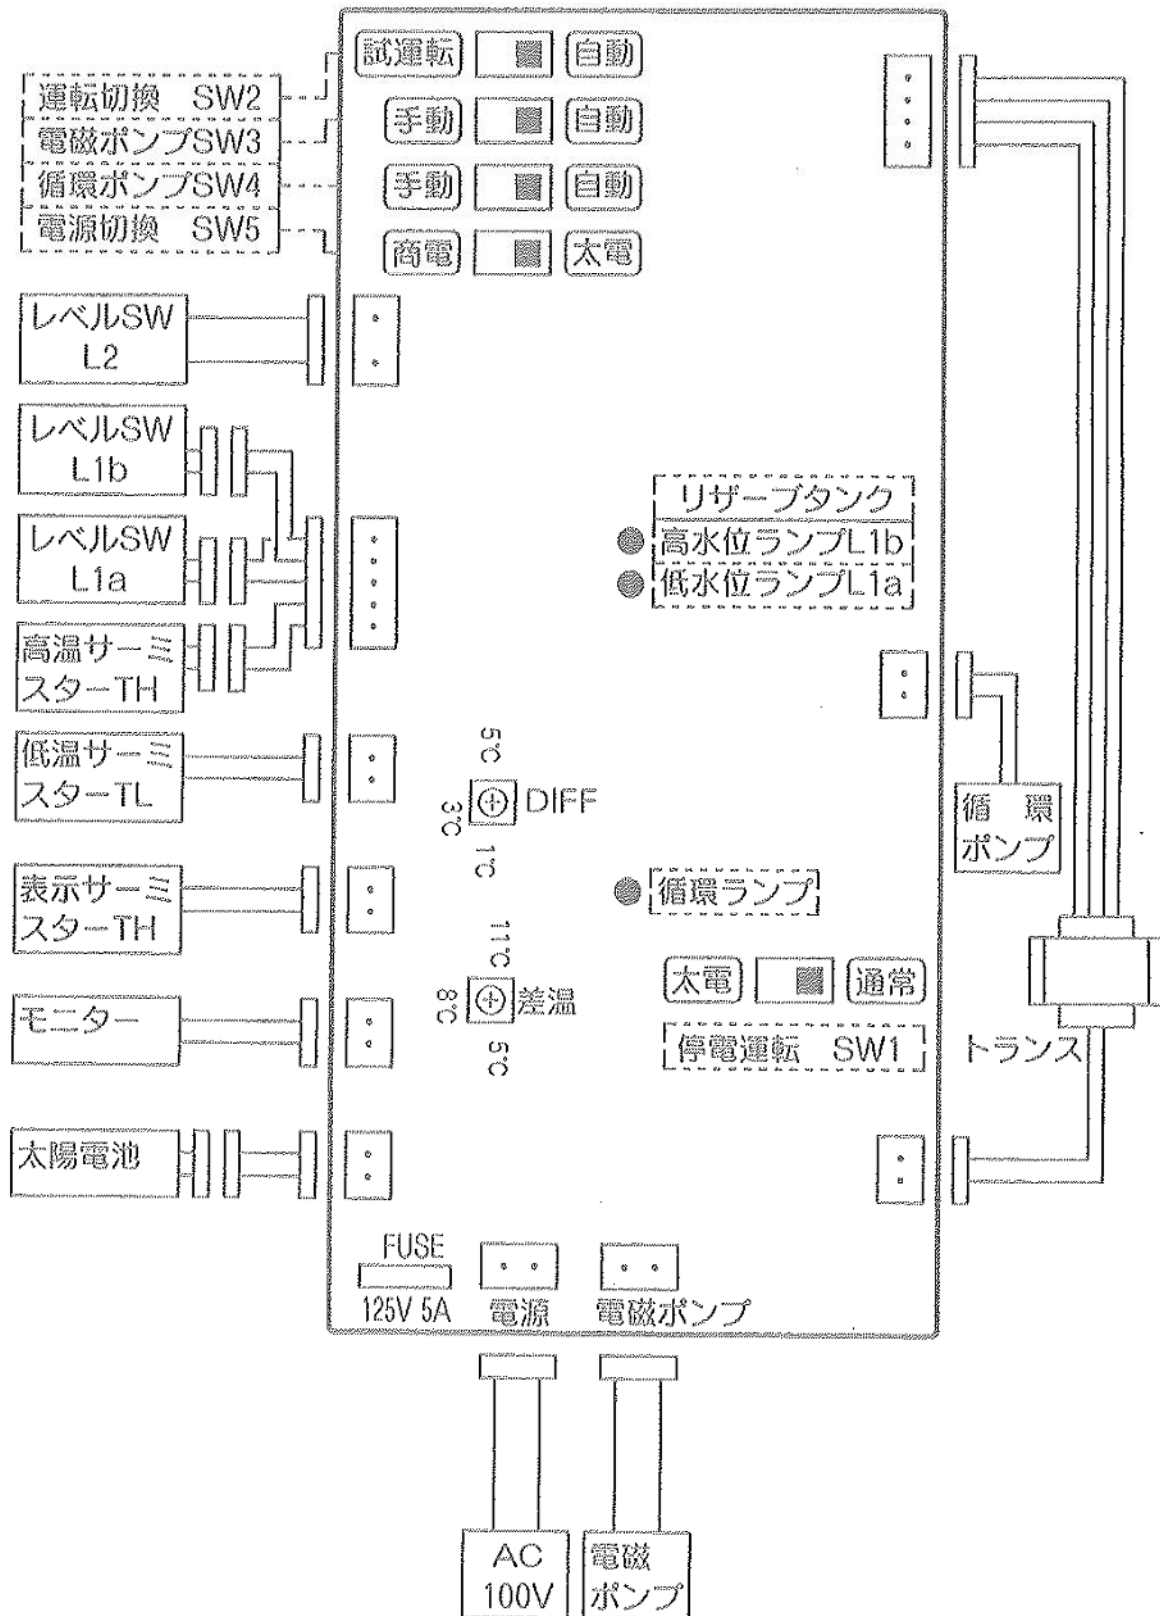 試運転 自動
運転切換 SW2
手動 自動
電磁ポンプSW3
循環ポンプSW4
手動 自動
電源切換 SW5
商電 太電
レベルSW
L2
レベルSW
L1b
リザーブタンク
高水位ランプL1b
低水位ランプL1a
レベルSW
L1a
高温サーミ
スターTH
低温サーミ
スターTL
5℃
3℃
1℃
DIFF
循環
ポンプ
表示サーミ
スターTH
循環ランプ
11℃
8℃
5℃
差温
太電 通常
停電運転 SW1
モニター
トランス
太陽電池
FUSE
125V 5A
電源
電磁ポンプ
AC
100V
電磁
ポンプ